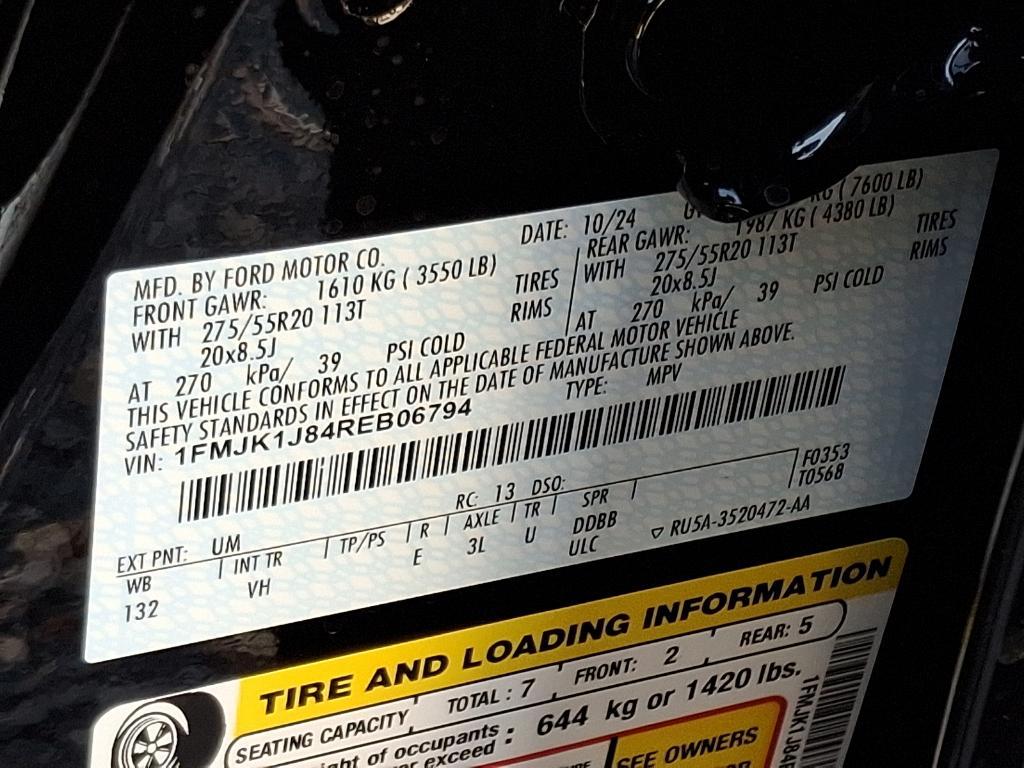 MFD. BY FORD MOTOR CO.
DATE: 10/24
KG ( 7600 LB)
FRONT GAWR: 1610 KG ( 3550 LB)
REAR GAWR: 1987 KG ( 4380 LB)
WITH 275/55R20 113T TIRES
WITH 275/55R20 113T TIRES
20x8.5J RIMS
20x8.5J RIMS
AT 270 kPa/ 39 PSI COLD
AT 270 kPa/ 39 PSI COLD
THIS VEHICLE CONFORMS TO ALL APPLICABLE FEDERAL MOTOR VEHICLE
SAFETY STANDARDS IN EFFECT ON THE DATE OF MANUFACTURE SHOWN ABOVE.
VIN: 1FMJK1J84REB06794
TYPE: MPV
EXT PNT: UM RC: 13 DSO:
F0353
T0568
WB INT TR TP/PS R AXLE TR SPR
132 VH E 3L U DDBB
ULC
RU5A-3520472-AA
TIRE AND LOADING INFORMATION
SEATING CAPACITY TOTAL : 7 FRONT: 2 REAR: 5
of occupants
exceed : 644 kg or 1420 lbs.
SEE OWNERS
1FMJK1J84